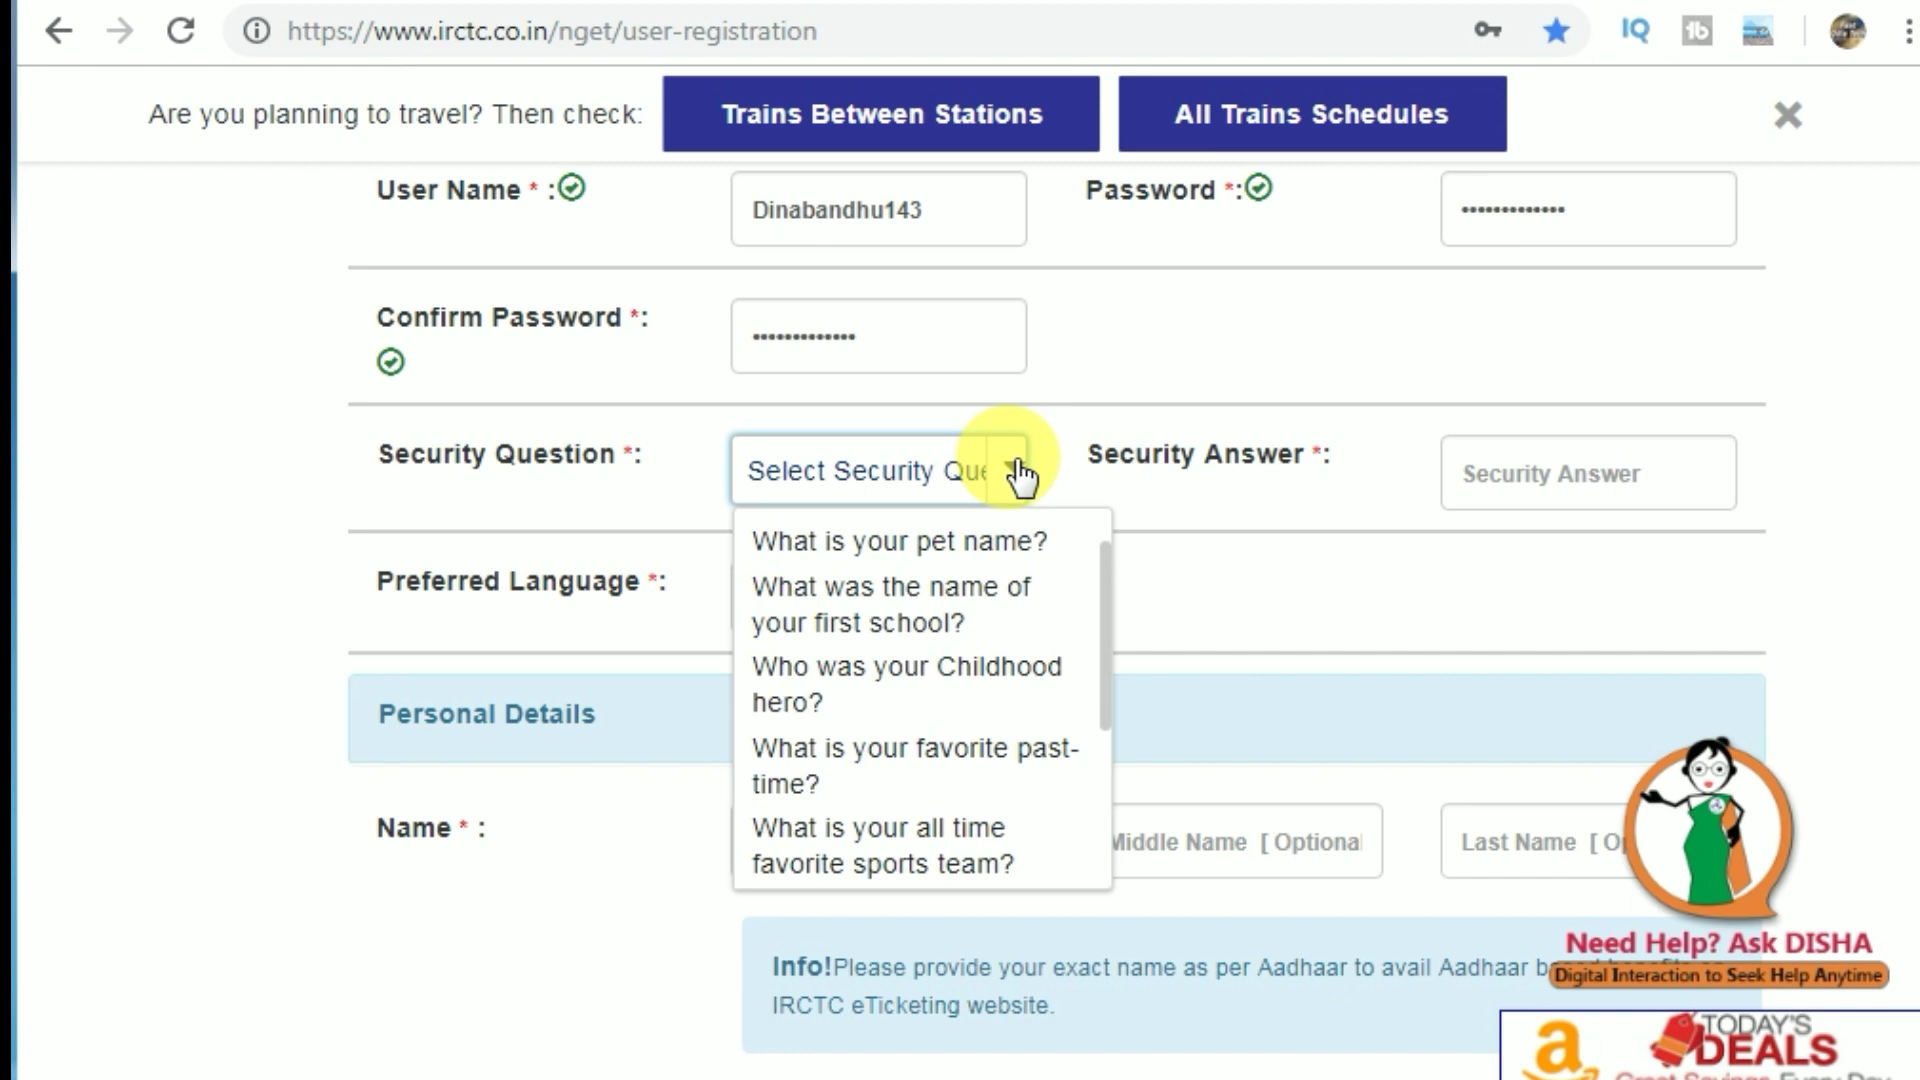 https://www.irctc.co.in/nget/user-registration
IQ
Are you planning to travel? Then check:
Trains Between Stations
All Trains Schedules
User Name * :
Dinabandhu143
Password *:
•••••••••••••
Confirm Password *:
•••••••••••••
Security Question *:
Select Security Que
Security Answer *:
Security Answer
What is your pet name?
What was the name of
your first school?
Preferred Language *:
Who was your Childhood
hero?
Personal Details
What is your favorite past-
time?
What is your all time
favorite sports team?
Name * :
Middle Name [ Optional
Last Name [ Op
Need Help? Ask DISHA
Digital Interaction to Seek Help Anytime
Info!Please provide your exact name as per Aadhaar to avail Aadhaar
IRCTC eTicketing website.
a
TODAY'S
DEALS
Great Savings. Every Day